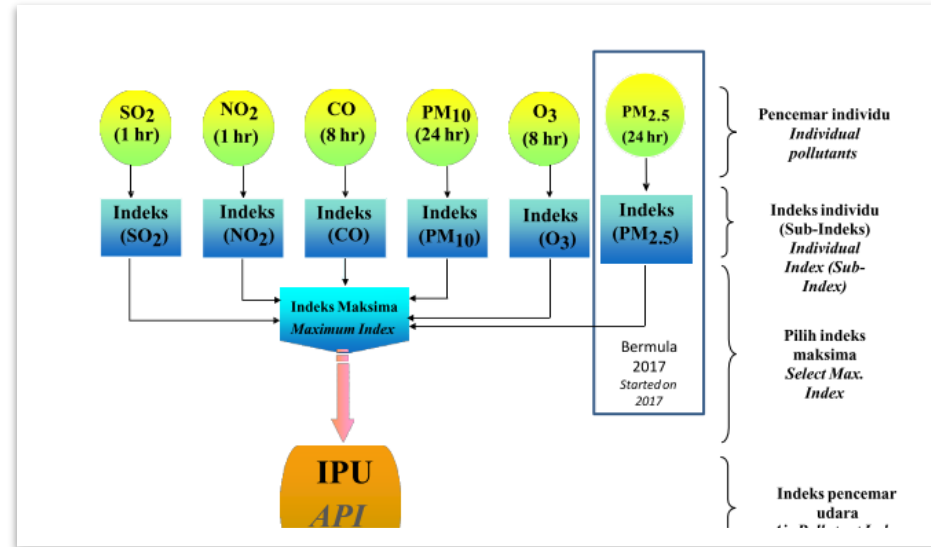 SO2
(1 hr)
NO2
(1 hr)
CO
(8 hr)
PM10
(24 hr)
O3
(8 hr)
PM2.5
(24 hr)
Pencemar individu
Individual
pollutants
Indeks
(SO2)
Indeks
(NO2)
Indeks
(CO)
Indeks
(PM10)
Indeks
(O3)
Indeks
(PM2.5)
Indeks individu
(Sub-Indeks)
Individual
Index (Sub-
Index)
Indeks Maksima
Maximum Index
Bermula
2017
Started on
2017
Pilih indeks
maksima
Select Max.
Index
IPU
API
Indeks pencemar
udara